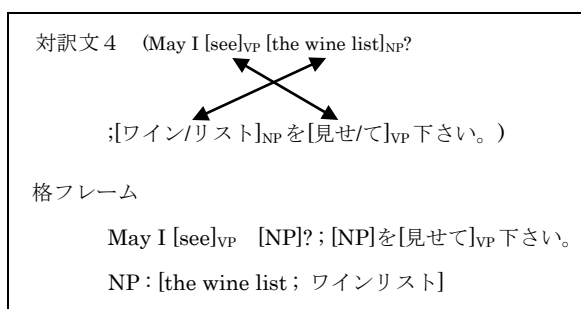 対訳文4 (May I [see]VP [the wine list]NP?
;[ワイン/リスト]NPを[見せ/て]VP下さい。)
格フレーム
May I [see]VP [NP]? ; [NP]を[見せて]VP下さい。
NP:[the wine list ; ワインリスト]